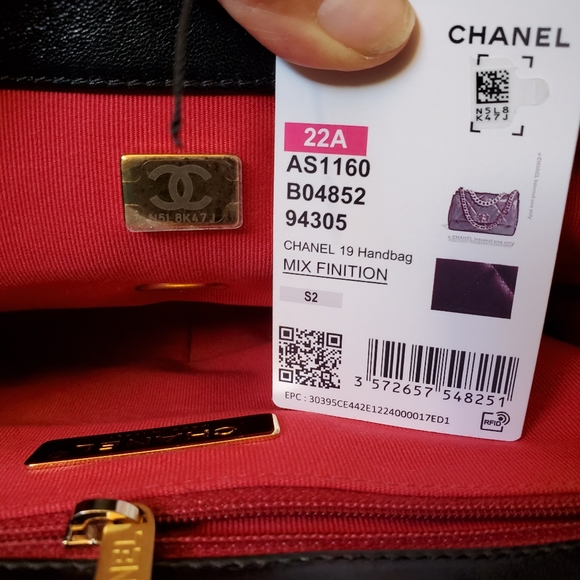 CHANEL
N5L8
K47J
22A
AS1160
B04852
94305
CHANEL 19 Handbag
MIX FINITION
S2
3 572657 548251
EPC : 30395CE442E1224000017ED1
RFID
N5L8K47J
CHANEL